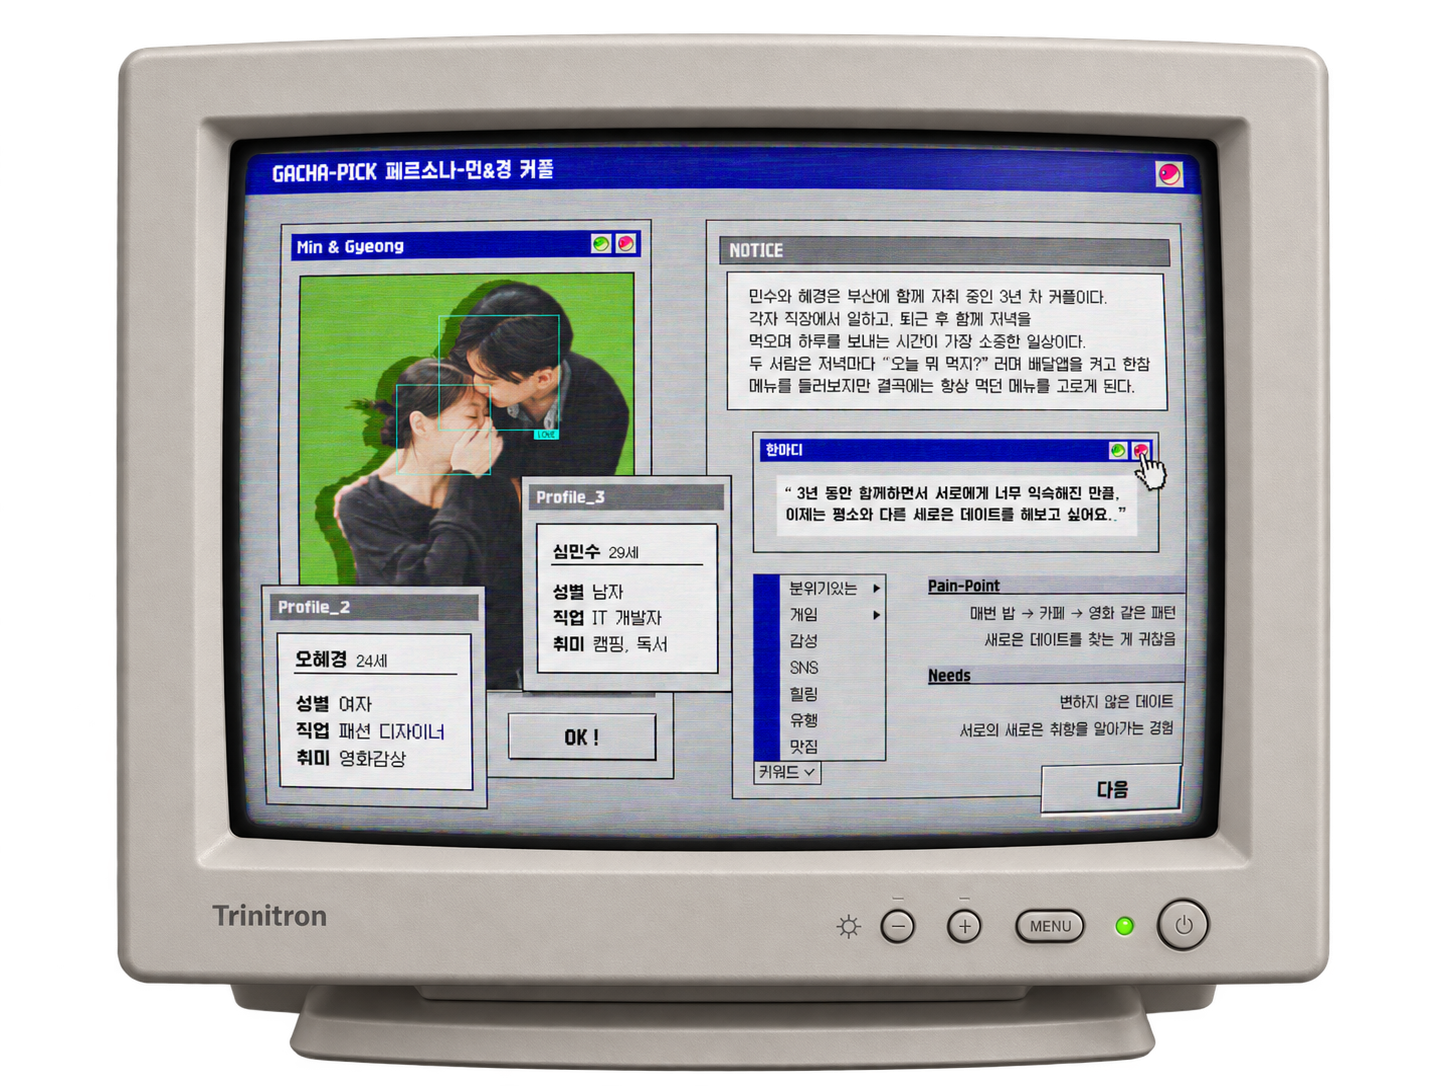 GACHA-PICK 페르소나-민&경 커플
Min & Gyeong
LOVE
Profile_3
심민수 29세
성별 남자
직업 IT 개발자
취미 캠핑, 독서
Profile_2
오혜경 24세
성별 여자
직업 패션 디자이너
취미 영화감상
OK !
NOTICE
민수와 혜경은 부산에 함께 자취 중인 3년 차 커플이다.
각자 직장에서 일하고, 퇴근 후 함께 저녁을
먹으며 하루를 보내는 시간이 가장 소중한 일상이다.
두 서람은 저녁마다 “오늘 뭐 먹지?” 러며 배달앱을 켜고 한참
메뉴를 들러보지만 결곡에는 항상 먹던 메뉴를 고로게 된다.
한마디
“ 3년 동안 함께하면서 서로에게 너무 익숙해진 만큼,
이제는 평소와 다른 새로은 데이트를 해보고 싶어요..”
분위기있는
게임
감성
SNS
힐링
유행
맛집
키워드
Pain-Point
매번 밥 → 카페 → 영화 같은 패턴
새로은 데이트를 찾는 게 귀찮음
Needs
변하지 않은 데이트
서로의 새로은 취향을 알아가는 경험
다음
Trinitron
MENU